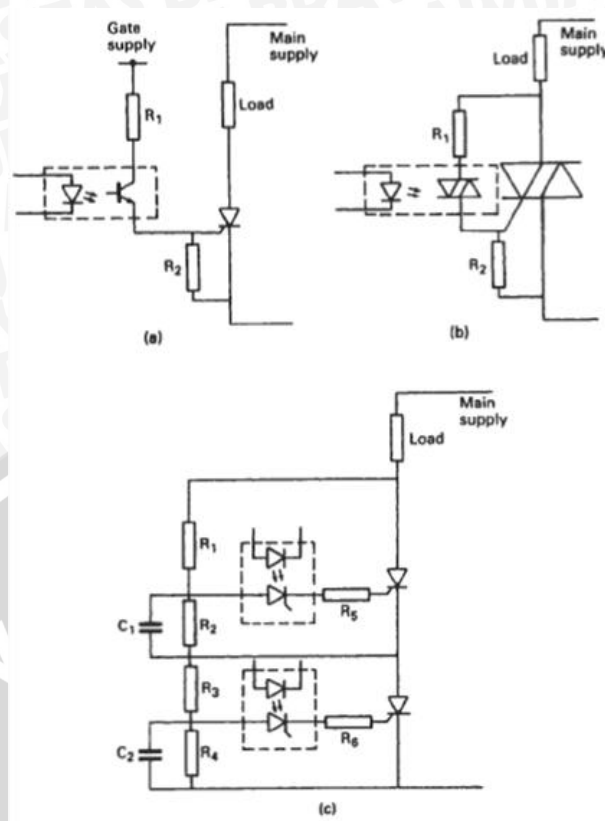 Gate
supply
R₁
Main
supply
Load
R₂
(a)
Main
supply
Load
R₁
R₂
(b)
Main
supply
Load
R₁
R₅
C₁
R₂
R₃
R₆
C₂
R₄
(c)